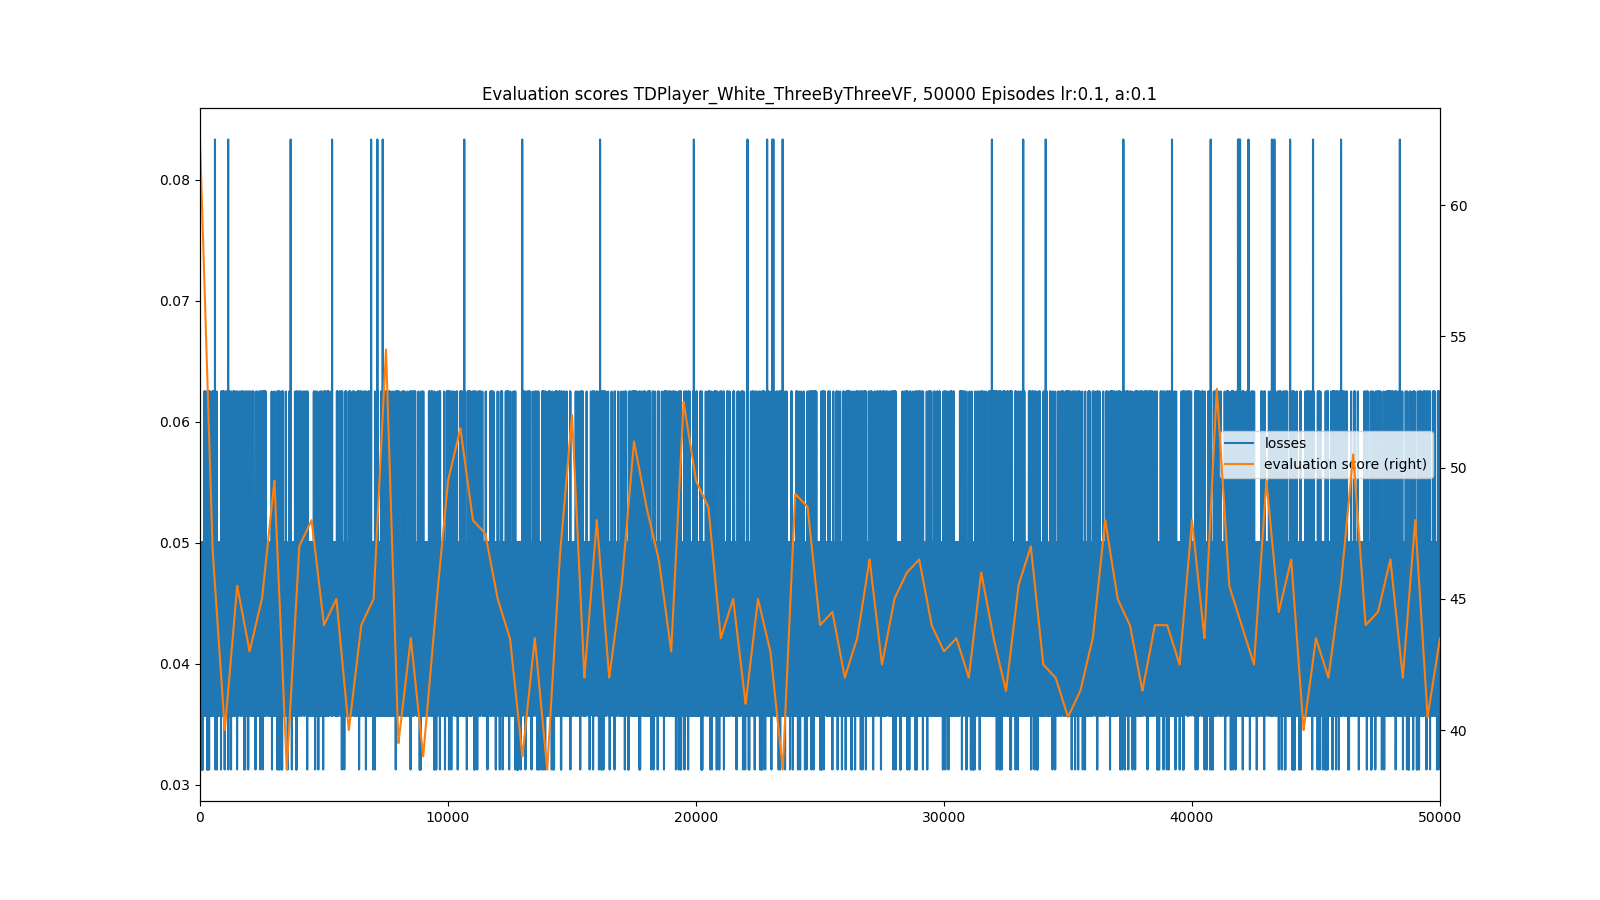 Evaluation scores TDPlayer_White_ThreeByThreeVF, 50000 Episodes lr:0.1, a:0.1
0.08
0.07
0.06
0.05
0.04
0.03
60
55
50
45
40
losses
evaluation score (right)
0 10000 20000 30000 40000 50000